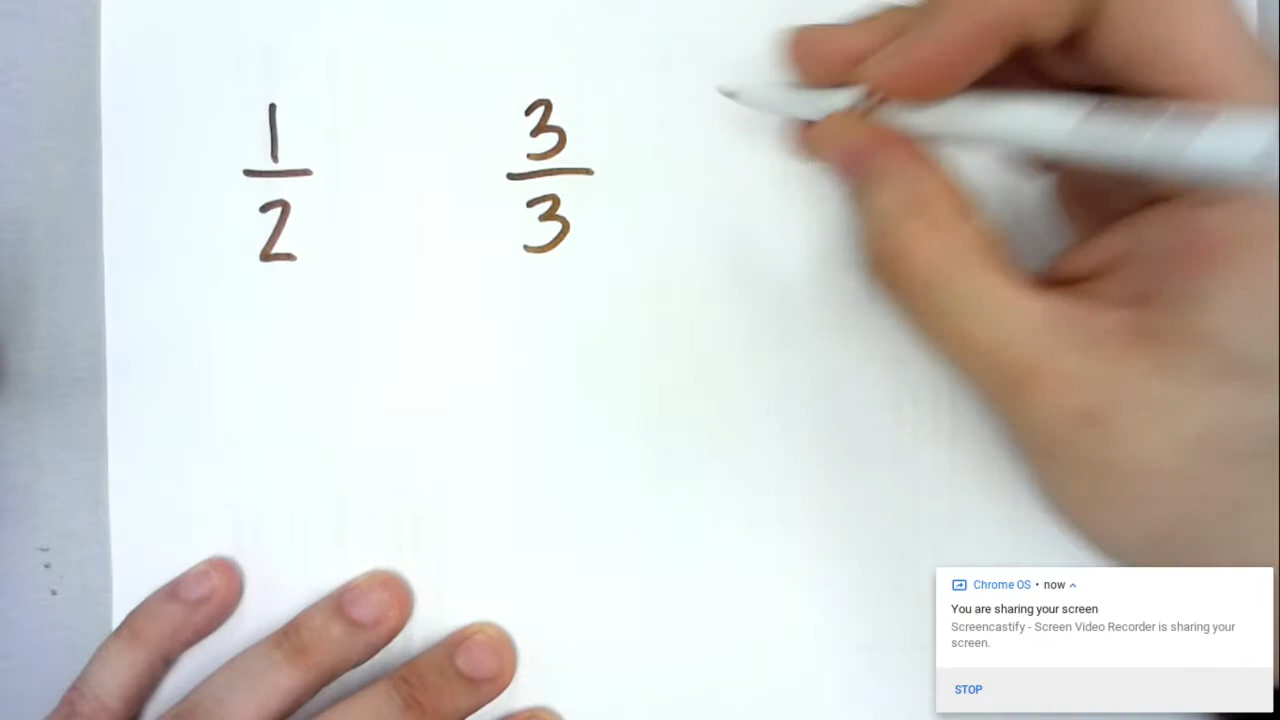 1 3
2 3
Chrome OS • now
You are sharing your screen
Screencastify - Screen Video Recorder is sharing your
screen.
STOP